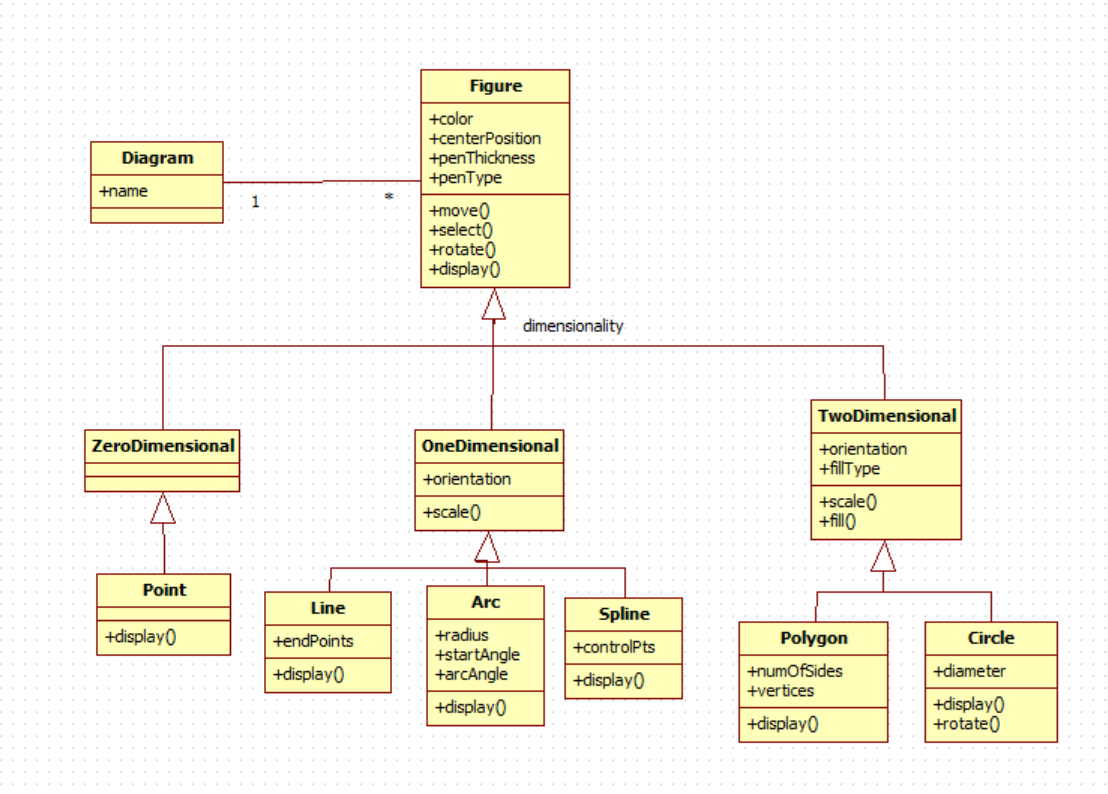 Figure
+color
+centerPosition
+penThickness
+penType
+move()
+select()
+rotate()
+display()
Diagram
+name
1
*
dimensionality
ZeroDimensional
OneDimensional
+orientation
+scale()
TwoDimensional
+orientation
+fillType
+scale()
+fill()
Point
+display()
Line
+endPoints
+display()
Arc
+radius
+startAngle
+arcAngle
+display()
Spline
+controlPts
+display()
Polygon
+numOfSides
+vertices
+display()
Circle
+diameter
+display()
+rotate()